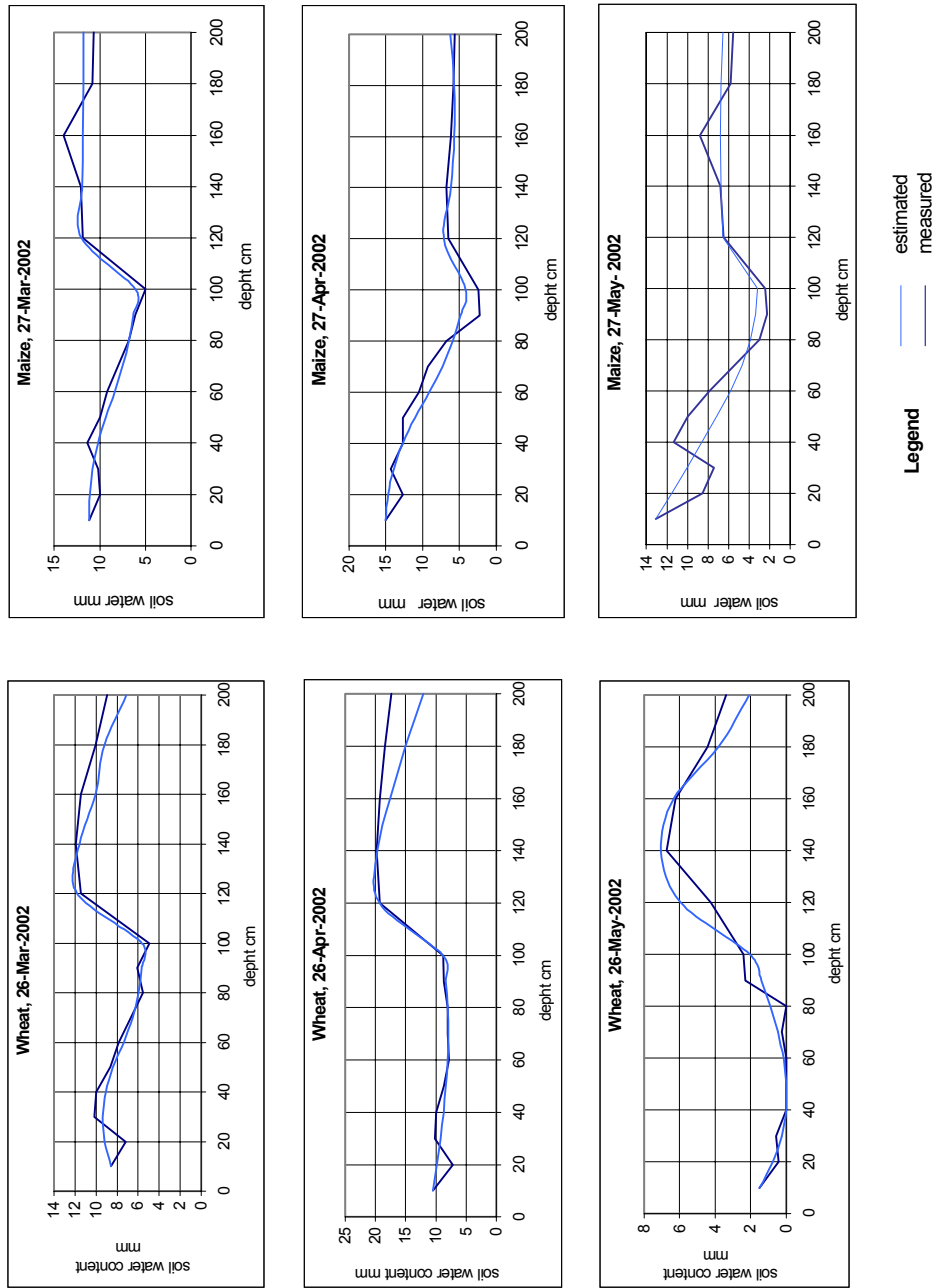 Wheat, 26-Mar-2002
soil water content
mm
14
12
10
8
6
4
2
0
0 20 40 60 80 100 120 140 160 180 200
depht cm
Maize, 27-Mar-2002
soil water mm
15
10
5
0
0 20 40 60 80 100 120 140 160 180 200
depht cm
Wheat, 26-Apr-2002
soil water content mm
25
20
15
10
5
0
0 20 40 60 80 100 120 140 160 180 200
depht cm
Maize, 27-Apr-2002
soil water mm
20
15
10
5
0
0 20 40 60 80 100 120 140 160 180 200
depht cm
Wheat, 26-May-2002
soil water content
mm
8
6
4
2
0
0 20 40 60 80 100 120 140 160 180 200
depht cm
Maize, 27-May- 2002
soil water mm
14
12
10
8
6
4
2
0
0 20 40 60 80 100 120 140 160 180 200
depht cm
Legend
estimated
measured